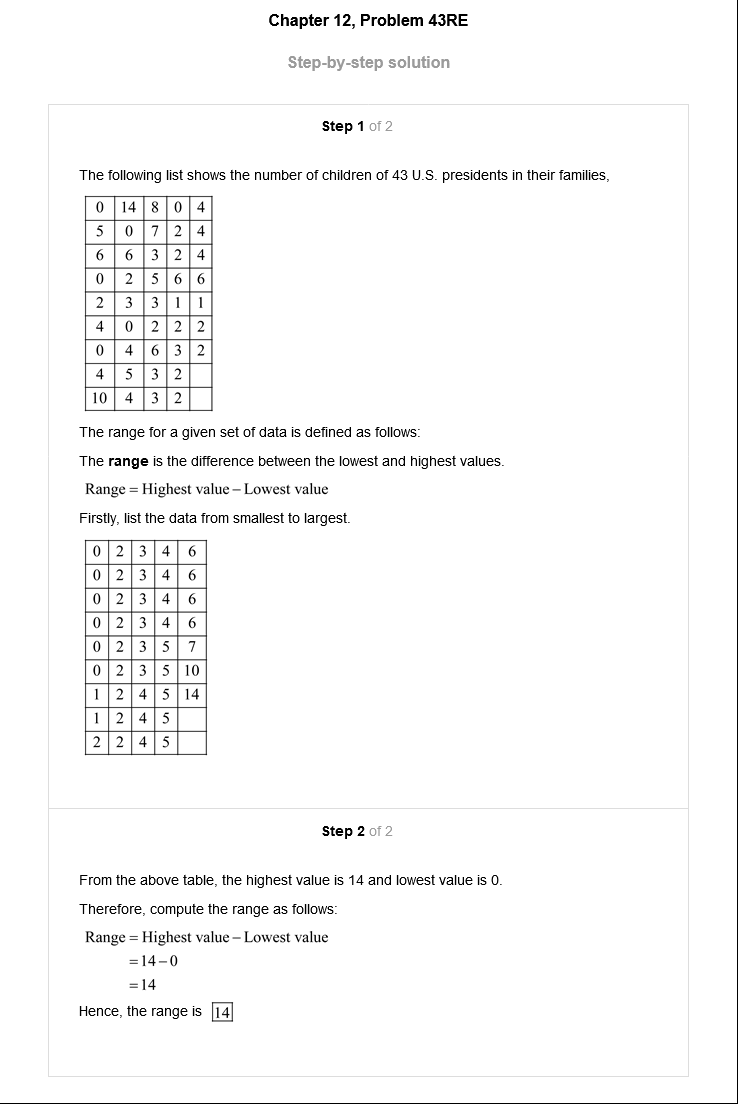 Chapter 12, Problem 43RE
Step-by-step solution
Step 1 of 2
The following list shows the number of children of 43 U.S. presidents in their families,
0 14 8 0 4
5 0 7 2 4
6 6 3 2 4
0 2 5 6 6
2 3 3 1 1
4 0 2 2 2
0 4 6 3 2
4 5 3 2
10 4 3 2
The range for a given set of data is defined as follows:
The range is the difference between the lowest and highest values.
Range = Highest value – Lowest value
Firstly, list the data from smallest to largest.
0 2 3 4 6
0 2 3 4 6
0 2 3 4 6
0 2 3 4 6
0 2 3 5 7
0 2 3 5 10
1 2 4 5 14
1 2 4 5
2 2 4 5
Step 2 of 2
From the above table, the highest value is 14 and lowest value is 0.
Therefore, compute the range as follows:
Range = Highest value – Lowest value
= 14 – 0
= 14
Hence, the range is 14